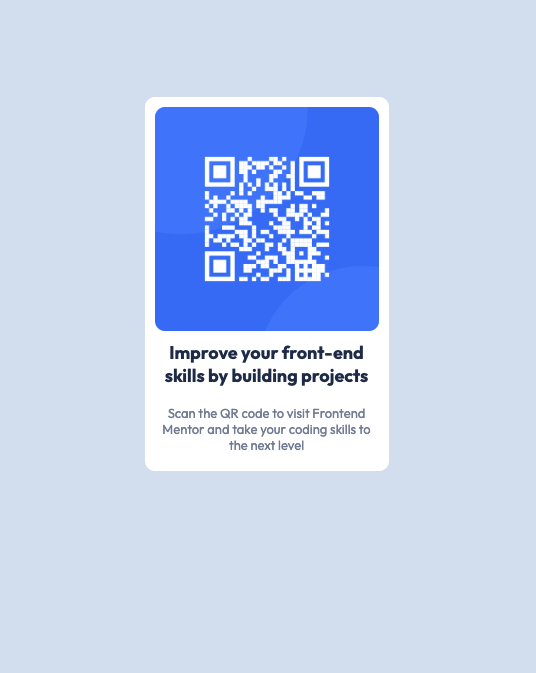 Improve your front-end
skills by building projects
Scan the QR code to visit Frontend
Mentor and take your coding skills to
the next level